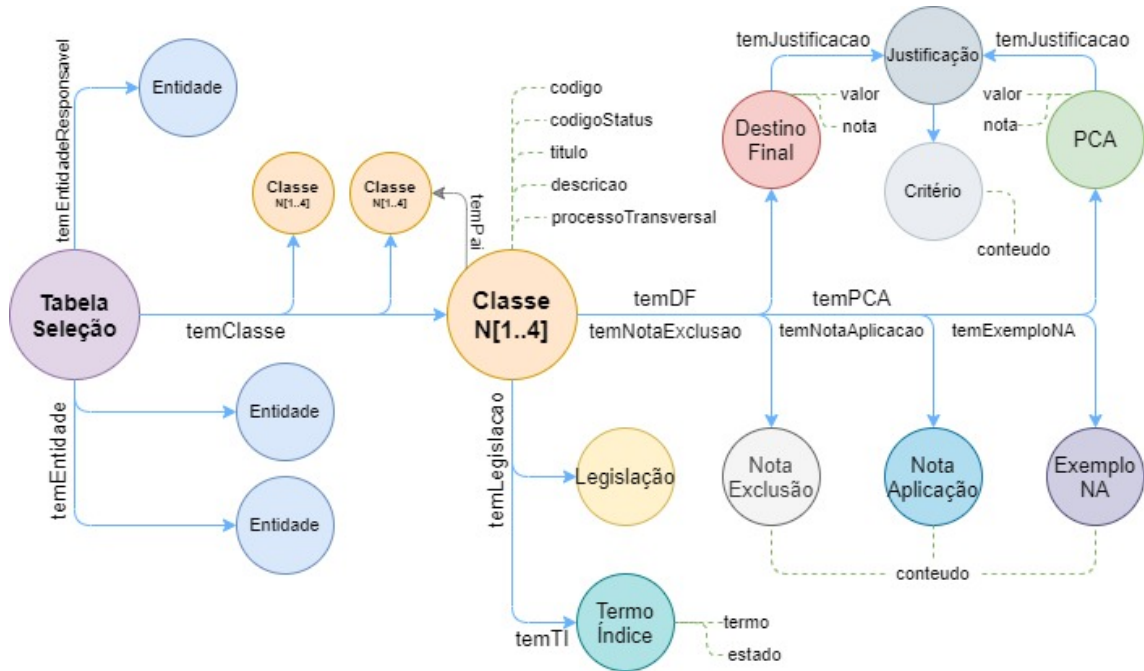 temEntidadeResponsavel
Entidade
Tabela
Seleção
temClasse
Classe
N[1..4]
Classe
N[1..4]
temPai
temEntidade
Entidade
Entidade
codigo
codigoStatus
titulo
descricao
processoTransversal
Classe
N[1..4]
temDF
temNotaExclusao
temPCA
temNotaAplicacao
temExemploNA
temJustificacao
Justificação
temJustificacao
Destino
Final
valor
nota
valor
nota
PCA
Critério
conteudo
temLegislacao
Legislação
temTI
Termo
Índice
termo
estado
Nota
Exclusão
Nota
Aplicação
Exemplo
NA
conteudo